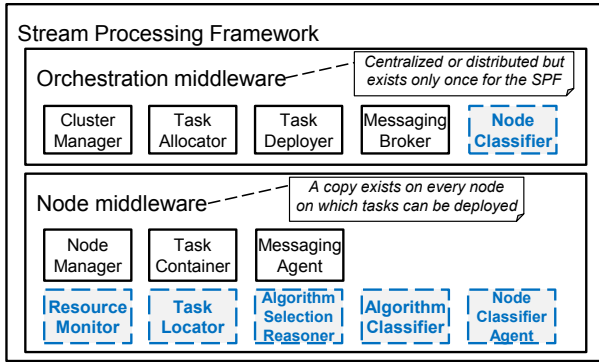 Stream Processing Framework
Orchestration middleware
Centralized or distributed but
exists only once for the SPF
Cluster
Manager
Task
Allocator
Task
Deployer
Messaging
Broker
Node
Classifier
Node middleware
A copy exists on every node
on which tasks can be deployed
Node
Manager
Task
Container
Messaging
Agent
Resource
Monitor
Task
Locator
Algorithm
Selection
Reasoner
Algorithm
Classifier
Node
Classifier
Agent